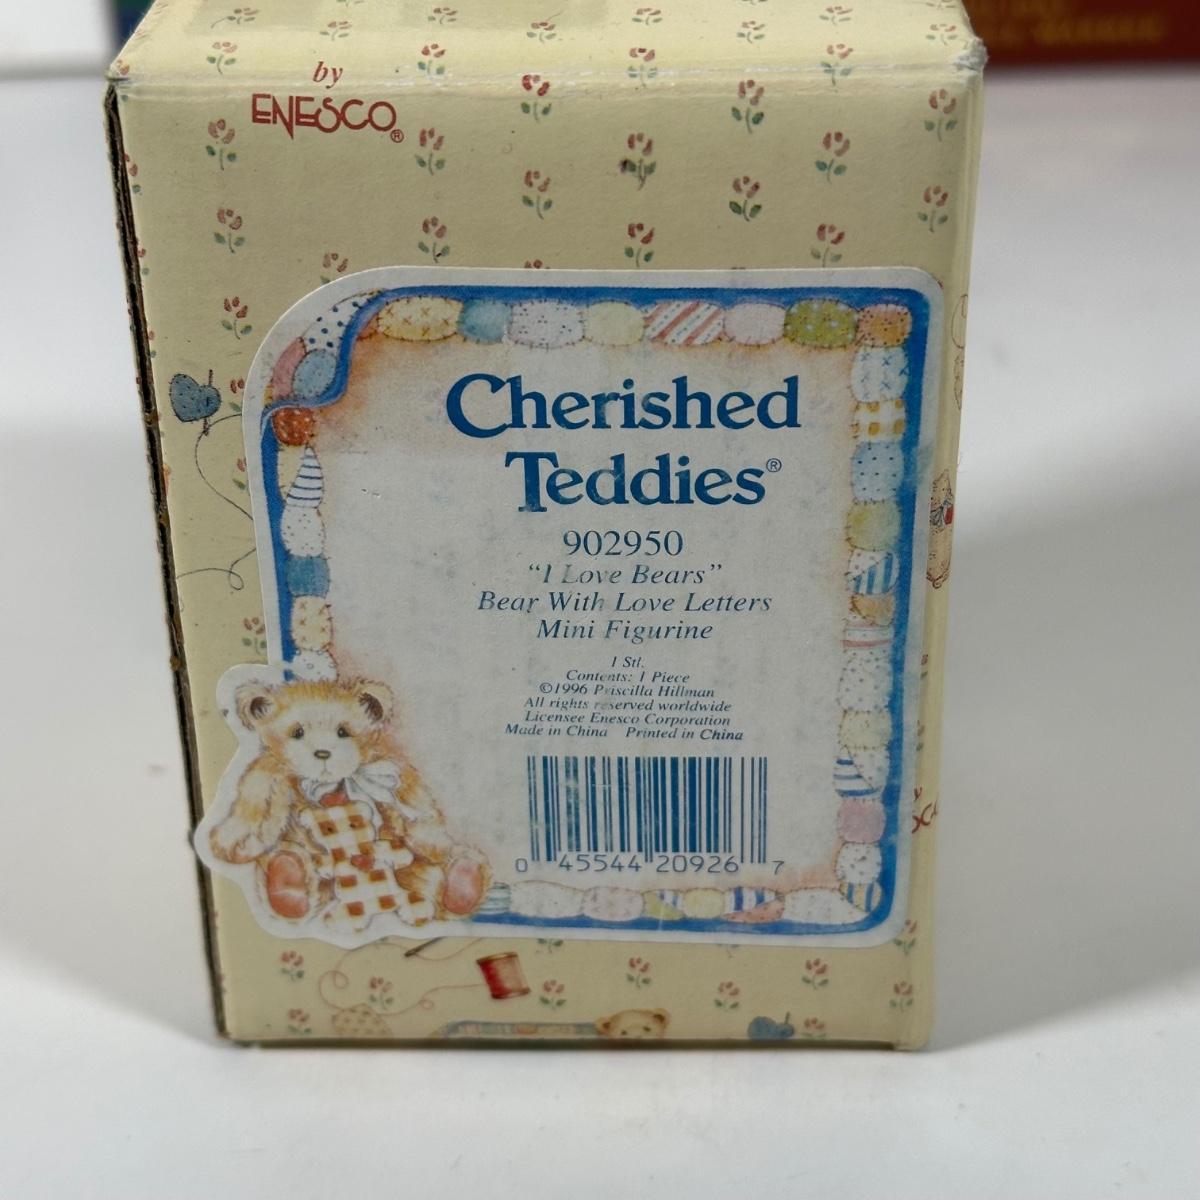 by
ENESCO®
Cherished
Teddies®
902950
"I Love Bears"
Bear With Love Letters
Mini Figurine
1 Stl.
Contents: 1 Piece
©1996 Priscilla Hillman
All rights reserved worldwide
Licensee Enesco Corporation
Made in China Printed in China
0 45544 20926 7